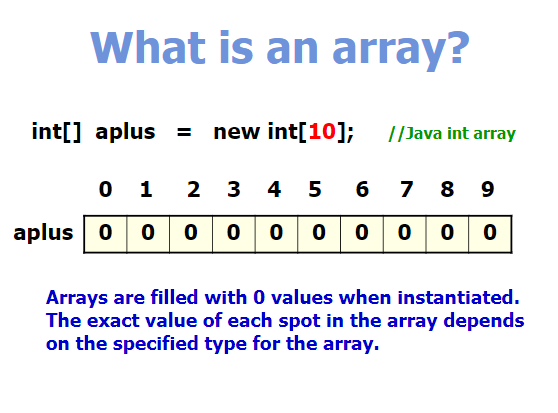 What is an array?
int[] aplus = new int[10]; //Java int array
0 1 2 3 4 5 6 7 8 9
aplus 0 0 0 0 0 0 0 0 0 0
Arrays are filled with 0 values when instantiated.
The exact value of each spot in the array depends
on the specified type for the array.